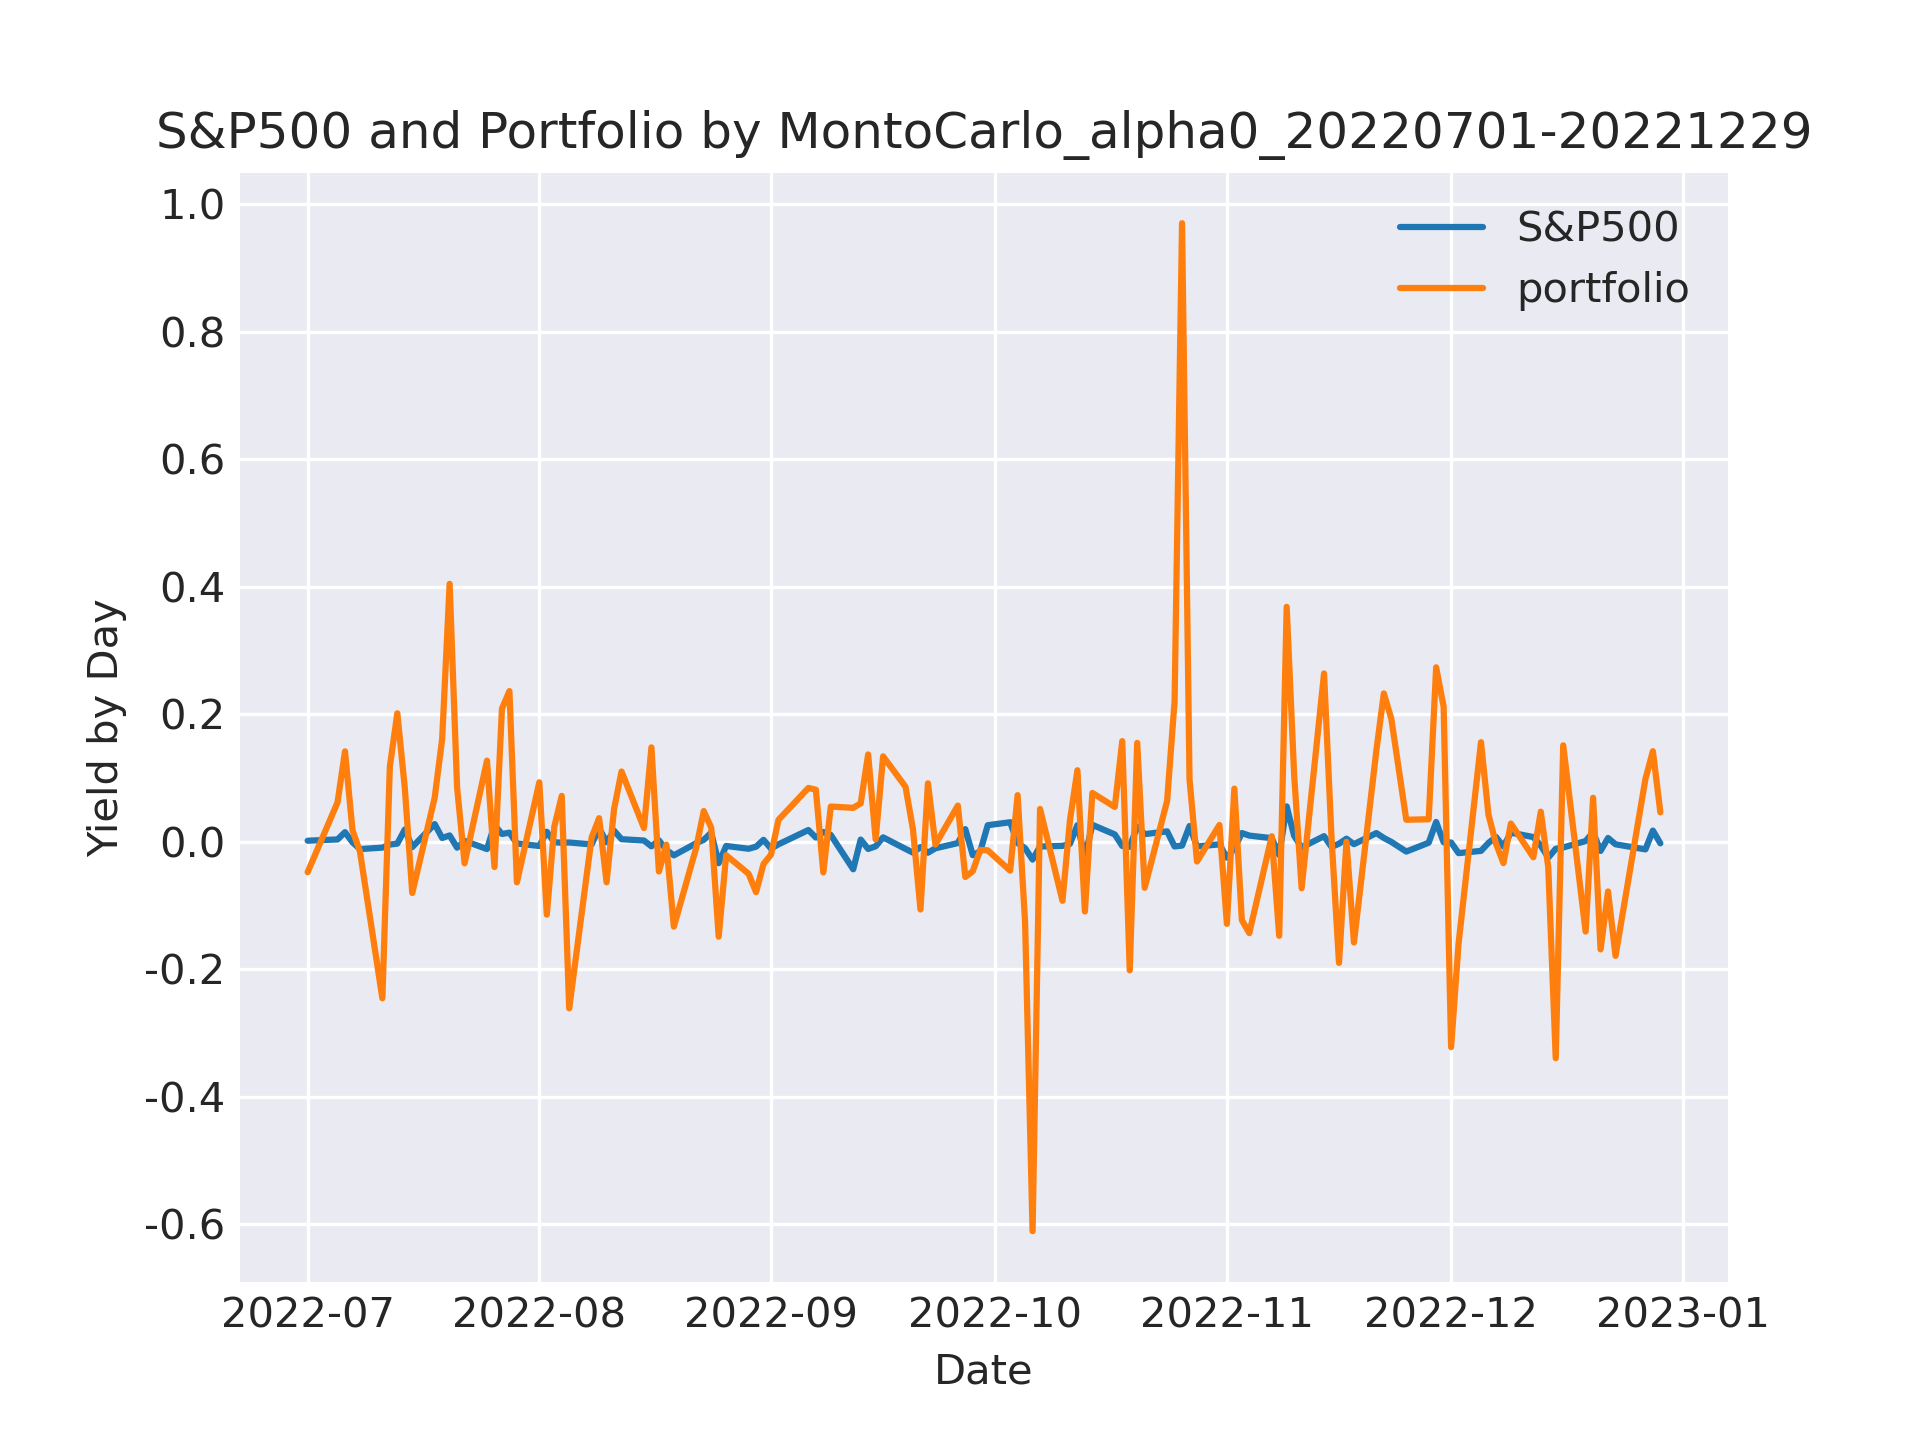 S&P500 and Portfolio by MontoCarlo_alpha0_20220701-20221229
1.0
0.8
0.6
0.4
0.2
0.0
-0.2
-0.4
-0.6
Yield by Day
S&P500
portfolio
2022-07 2022-08 2022-09 2022-10 2022-11 2022-12 2023-01
Date